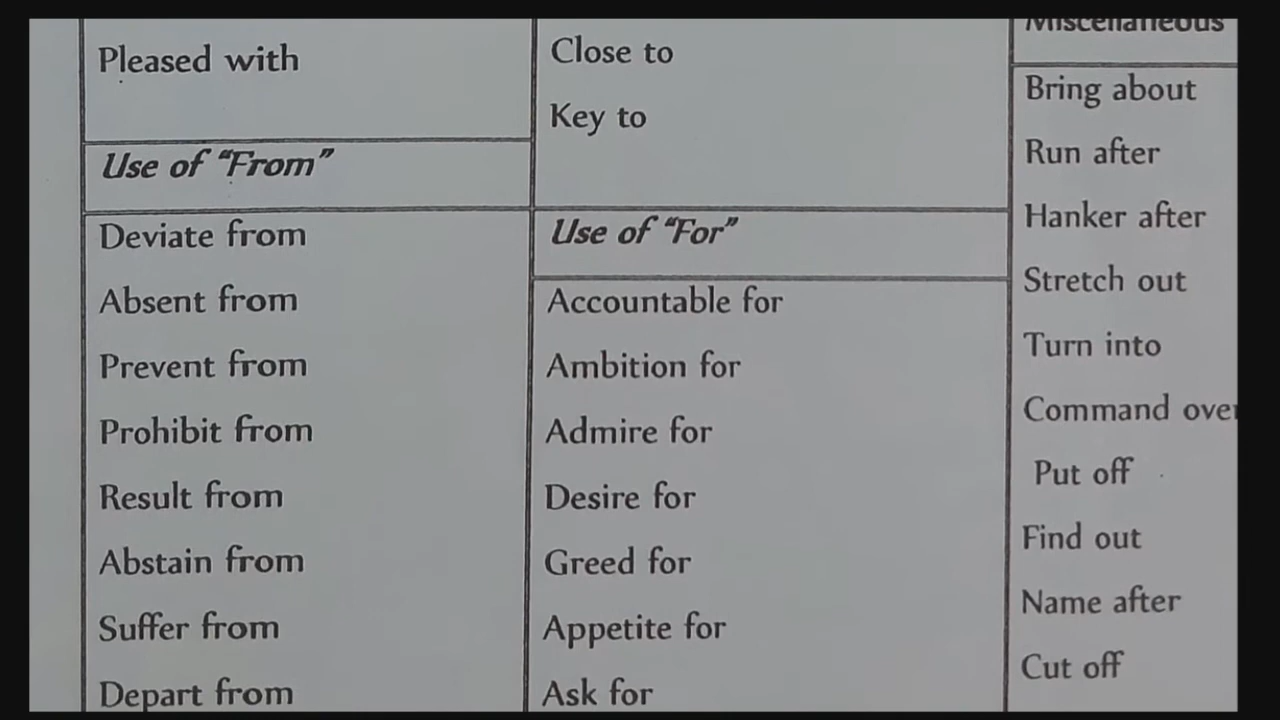 Pleased with
Use of "From"
Deviate from
Absent from
Prevent from
Prohibit from
Result from
Abstain from
Suffer from
Depart from
Close to
Key to
Use of "For"
Accountable for
Ambition for
Admire for
Desire for
Greed for
Appetite for
Ask for
Miscellaneous
Bring about
Run after
Hanker after
Stretch out
Turn into
Command over
Put off
Find out
Name after
Cut off